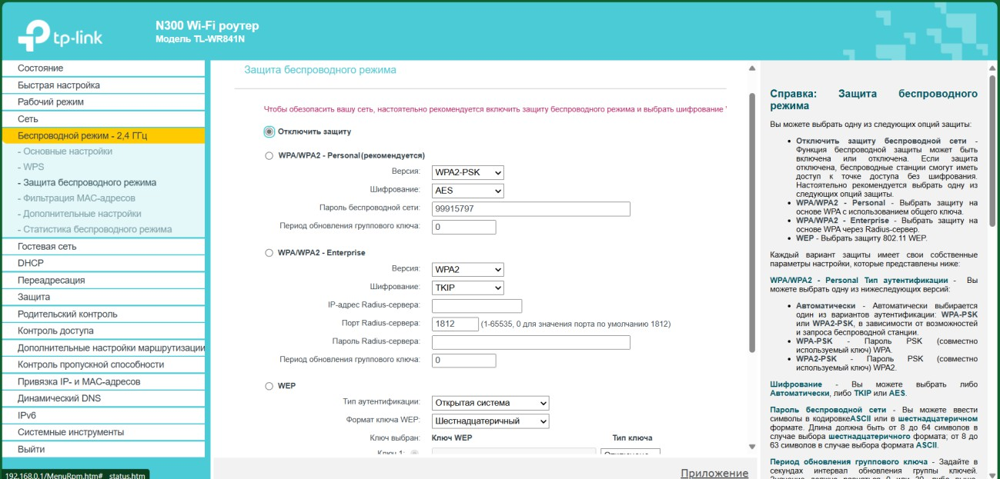 tp-link
N300 Wi-Fi роутер
Модель TL-WR841N
Состояние
Быстрая настройка
Рабочий режим
Сеть
Беспроводной режим - 2,4 ГГц
- Основные настройки
- WPS
- Защита беспроводного режима
- Фильтрация MAC-адресов
- Дополнительные настройки
- Статистика беспроводного режима
Гостевая сеть
DHCP
Переадресация
Защита
Родительский контроль
Контроль доступа
Дополнительные настройки маршрутизации
Контроль пропускной способности
Привязка IP- и MAC-адресов
Динамический DNS
IPv6
Системные инструменты
Выйти
192.168.0.1/MenuRpm.htm#__status.htm
Защита беспроводного режима
Чтобы обезопасить вашу сеть, настоятельно рекомендуется включить защиту беспроводного режима и выбрать шифрование
Отключить защиту
WPA/WPA2 - Personal(рекомендуется)
Версия: WPA2-PSK
Шифрование: AES
Пароль беспроводной сети: 99915797
Период обновления группового ключа: 0
WPA/WPA2 - Enterprise
Версия: WPA2
Шифрование: TKIP
IP-адрес Radius-сервера:
Порт Radius-сервера: 1812 (1-65535, 0 для значения порта по умолчанию 1812)
Пароль Radius-сервера:
Период обновления группового ключа: 0
WEP
Тип аутентификации: Открытая система
Формат ключа WEP: Шестнадцатеричный
Ключ выбран: Ключ WEP Тип ключа
Ключ 1: Отключено
Приложение
Справка: Защита беспроводного
режима
Вы можете выбрать одну из следующих опций защиты:
• Отключить защиту беспроводной сети -
Функция беспроводной защиты может быть
включена или отключена. Если защита
отключена, беспроводные станции смогут иметь
доступ к точке доступа без шифрования.
Настоятельно рекомендуется выбрать одну из
следующих опций защиты.
• WPA/WPA2 - Personal - Выбрать защиту на
основе WPA с использованием общего ключа.
• WPA/WPA2 - Enterprise - Выбрать защиту на
основе WPA через Radius-сервер.
• WEP - Выбрать защиту 802.11 WEP.
Каждый вариант защиты имеет свои собственные
параметры настройки, которые представлены ниже:
WPA/WPA2 - Personal Тип аутентификации - Вы
можете выбрать одну из нижеследующих версий:
• Автоматически - Автоматически выбирается
один из вариантов аутентификации: WPA-PSK
или WPA2-PSK, в зависимости от возможностей
и запроса беспроводной станции.
• WPA-PSK - Пароль PSK (совместно
используемый ключ) WPA.
• WPA2-PSK - Пароль PSK (совместно
используемый ключ) WPA2.
Шифрование - Вы можете выбрать либо
Автоматически, либо TKIP или AES.
Пароль беспроводной сети - Вы можете ввести
символы в кодировкеASCII или в шестнадцатеричном
формате. Длина должна быть от 8 до 64 символов в
случае выбора шестнадцатеричного формата; от 8 до
63 символов в случае выбора формата ASCII.
Период обновления группового ключа - Задайте в
секундах интервал обновления группы ключей.
Значение должно равняться 0 или 30, либо выше.